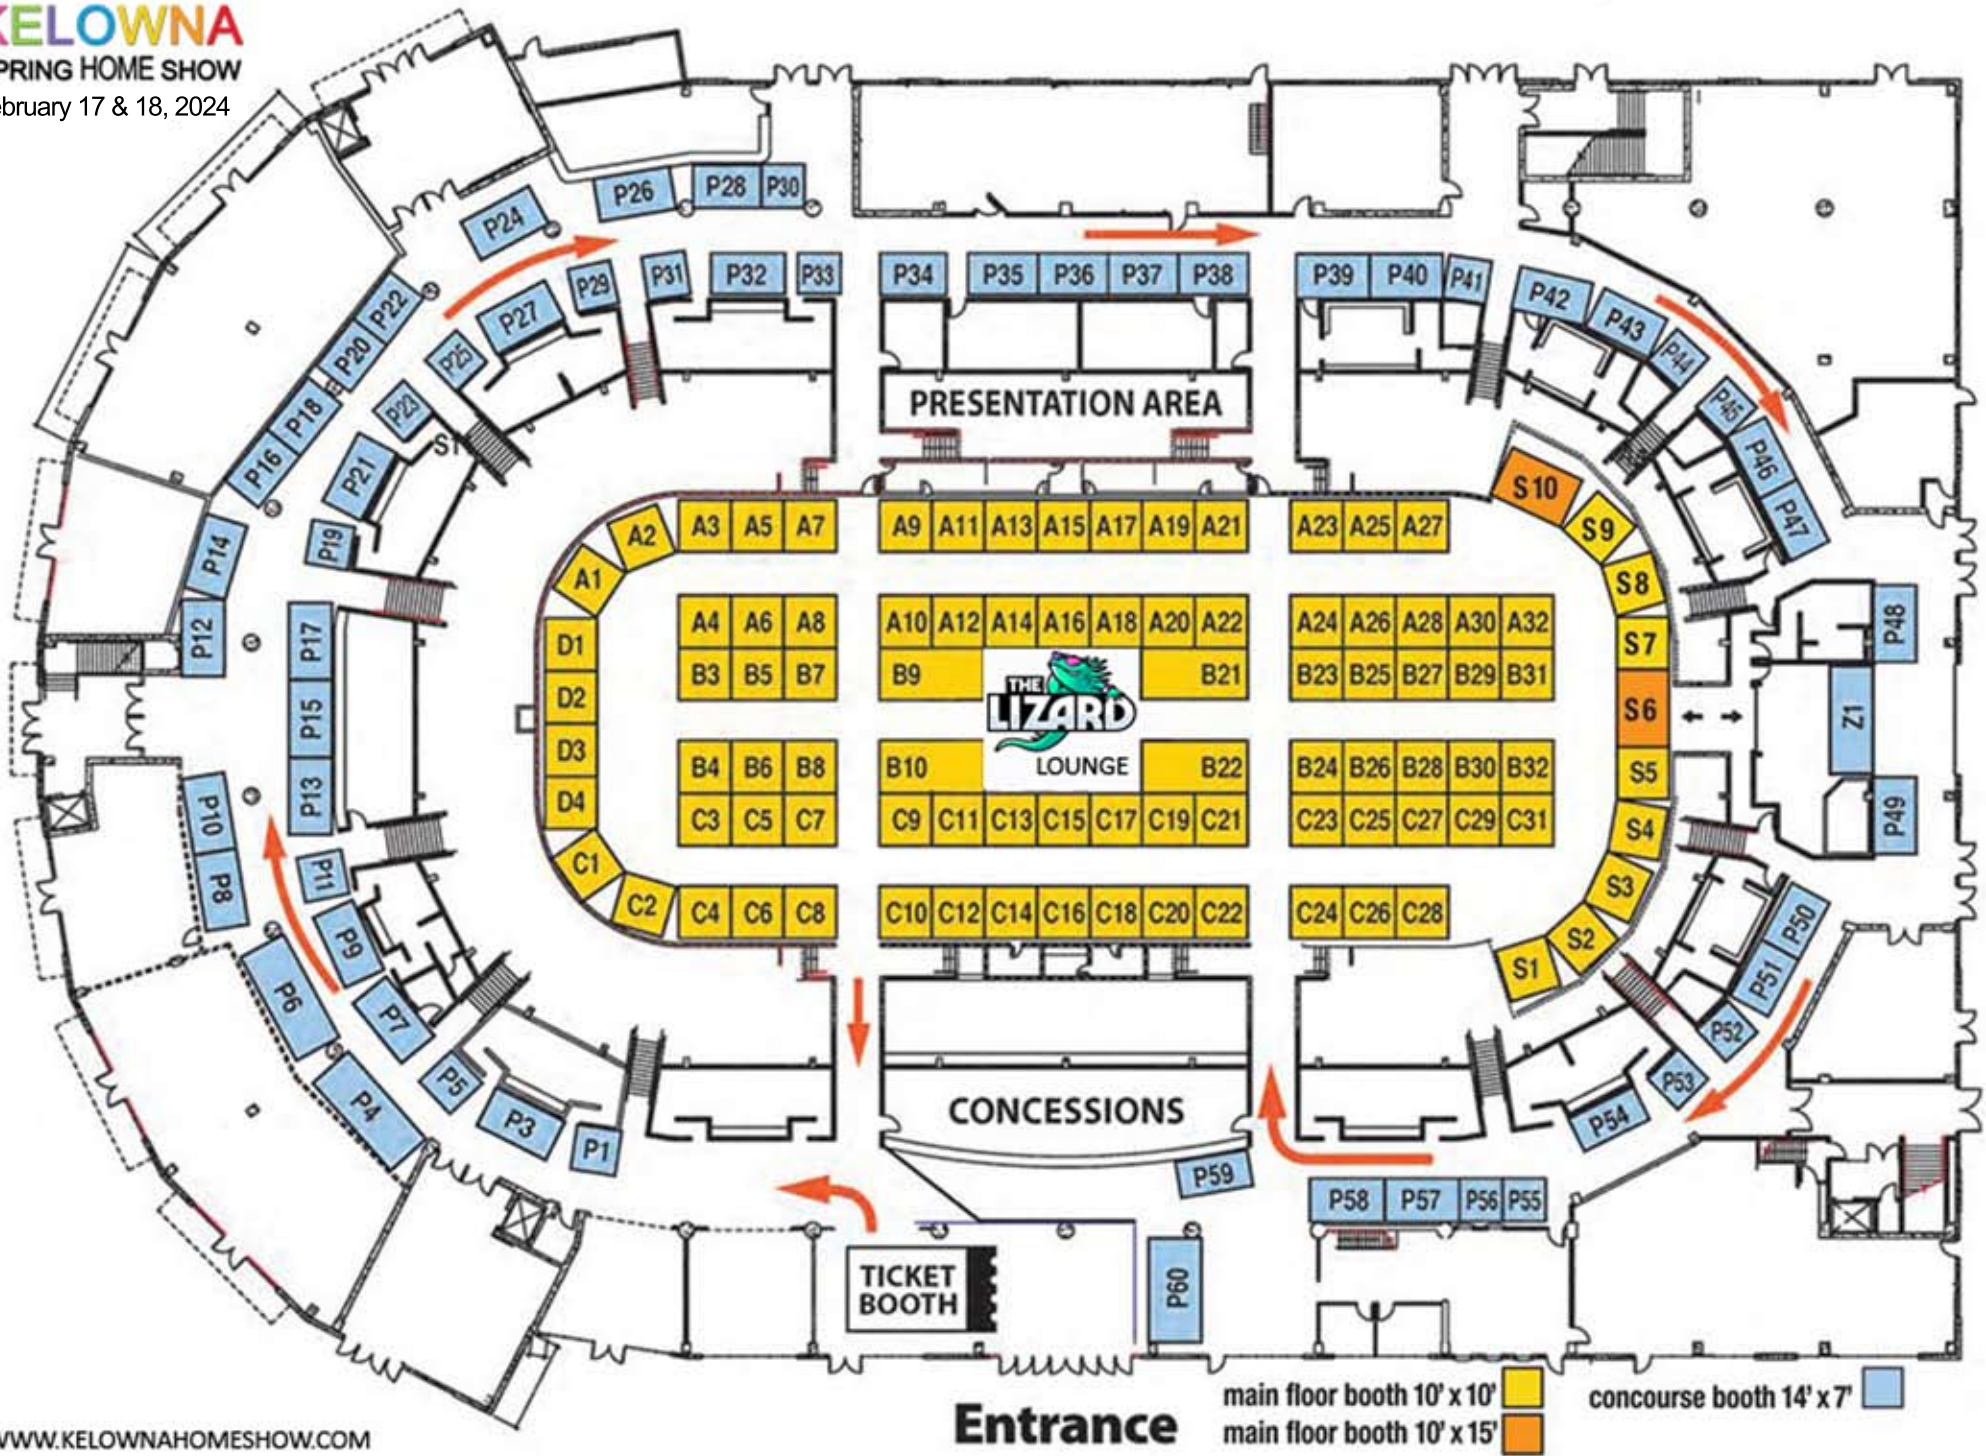 KELOWNA
PRING HOME SHOW
ebruary 17 & 18, 2024
P26 P28 P30
P24
P22
P20
P18
P16
P14
P12
P10
P8
P6
P4
P29 P31 P32 P33 P34 P35 P36 P37 P38 P39 P40 P41
P27
P25
P23
S1
P21
P19
P17
P15
P13
P11
P9
P7
P5
P3
P1
P42
P43
P44
P45
P46
P47
P48
Z1
P49
P50
P51
P52
P53
P54
PRESENTATION AREA
S10
S9
S8
S7
S6
S5
S4
S3
S2
S1
A1
A2
A3 A5 A7 A9 A11 A13 A15 A17 A19 A21 A23 A25 A27
D1
D2
D3
D4
C1
C2
A4 A6 A8 A10 A12 A14 A16 A18 A20 A22 A24 A26 A28 A30 A32
B3 B5 B7 B9 B21 B23 B25 B27 B29 B31
THE
LIZARD
LOUNGE
B4 B6 B8 B10 B22 B24 B26 B28 B30 B32
C3 C5 C7 C9 C11 C13 C15 C17 C19 C21 C23 C25 C27 C29 C31
C4 C6 C8 C10 C12 C14 C16 C18 C20 C22 C24 C26 C28
CONCESSIONS
P59
P58 P57 P56 P55
P60
TICKET
BOOTH
Entrance
main floor booth 10' x 10'
main floor booth 10' x 15'
concourse booth 14' x 7'
WWW.KELOWNAHOMESHOW.COM